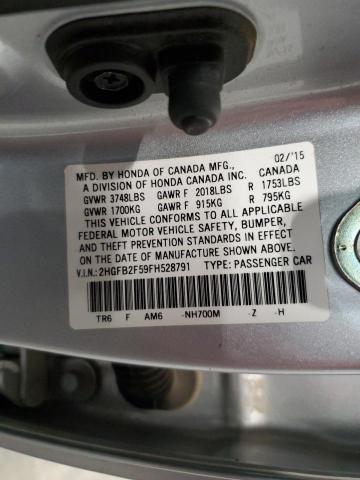 MFD. BY HONDA OF CANADA MFG., 02/'15
A DIVISION OF HONDA CANADA INC. CANADA
GVWR 3748LBS GAWR F 2018LBS R 1753LBS
GVWR 1700KG GAWR F 915KG R 795KG
THIS VEHICLE CONFORMS TO ALL APPLICABLE
FEDERAL MOTOR VEHICLE SAFETY, BUMPER,
AND THEFT PREVENTION STANDARDS IN EFFECT
ON THE DATE OF MANUFACTURE SHOWN ABOVE.
V.I.N.: 2HGFB2F59FH528791 TYPE: PASSENGER CAR
TR6 F AM6 -NH700M -Z -H